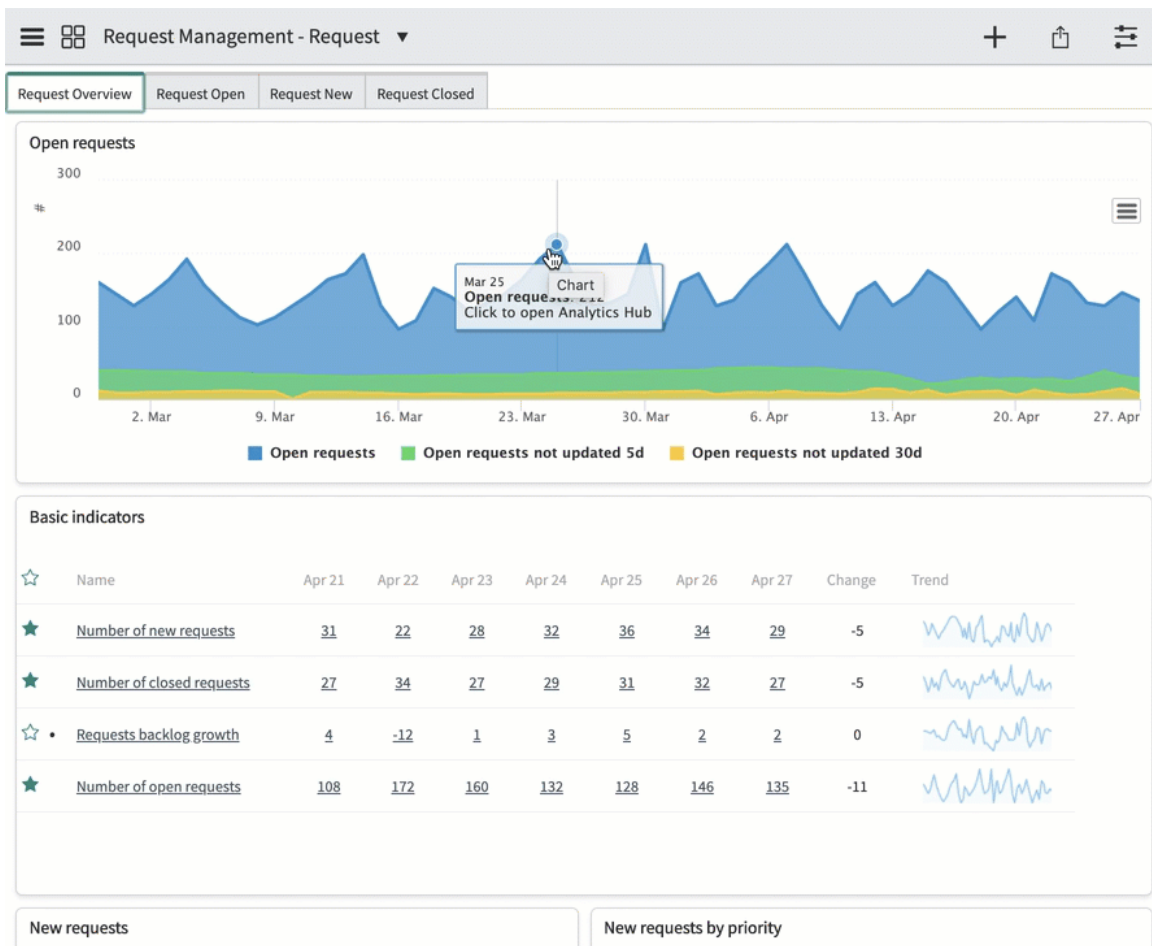 Request Management - Request ▼
Request Overview Request Open Request New Request Closed
Open requests
300
#
200
100
0
Mar 25
Chart
Open requests: 212
Click to open Analytics Hub
2. Mar 9. Mar 16. Mar 23. Mar 30. Mar 6. Apr 13. Apr 20. Apr 27. Apr
Open requests Open requests not updated 5d Open requests not updated 30d
Basic indicators
Name Apr 21 Apr 22 Apr 23 Apr 24 Apr 25 Apr 26 Apr 27 Change Trend
Number of new requests 31 22 28 32 36 34 29 -5
Number of closed requests 27 34 27 29 31 32 27 -5
Requests backlog growth 4 -12 1 3 5 2 2 0
Number of open requests 108 172 160 132 128 146 135 -11
New requests New requests by priority